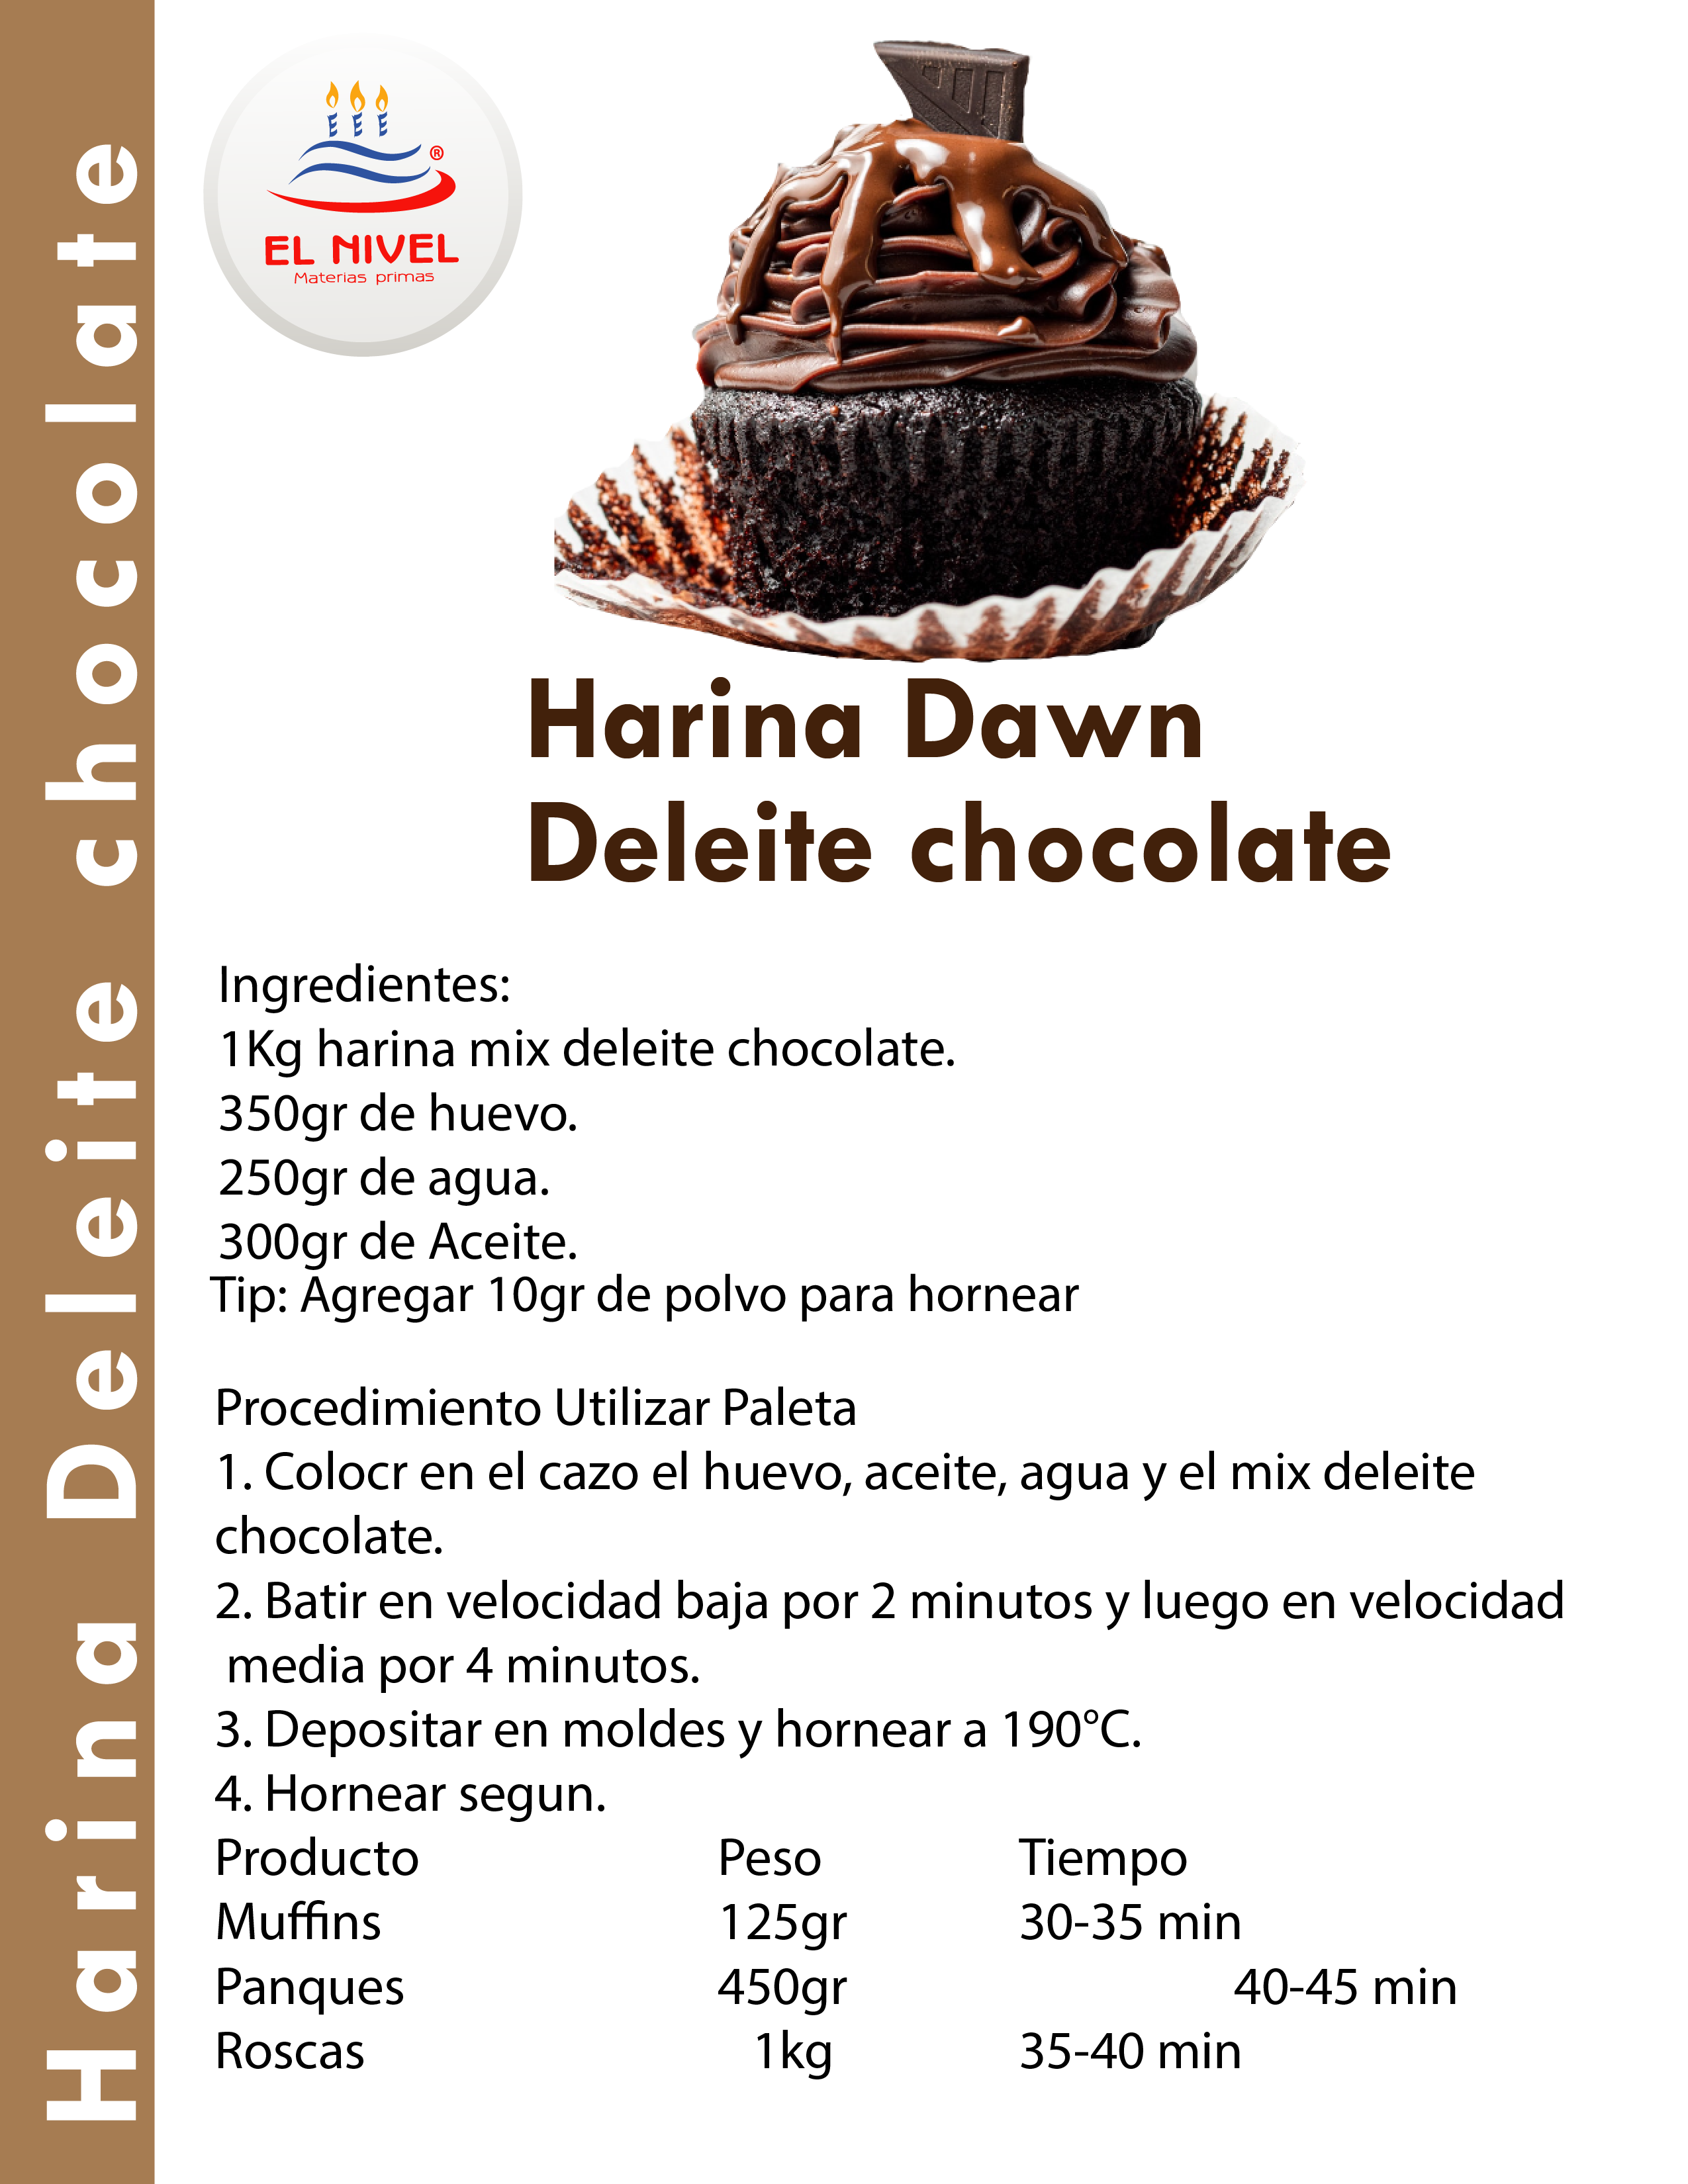 Harina Deleite chocolate
®
EL NIVEL
Materias primas
Harina Dawn
Deleite chocolate
Ingredientes:
1Kg harina mix deleite chocolate.
350gr de huevo.
250gr de agua.
300gr de Aceite.
Tip: Agregar 10gr de polvo para hornear
Procedimiento Utilizar Paleta
1. Colocr en el cazo el huevo, aceite, agua y el mix deleite
chocolate.
2. Batir en velocidad baja por 2 minutos y luego en velocidad
media por 4 minutos.
3. Depositar en moldes y hornear a 190°C.
4. Hornear segun.
Producto Peso Tiempo
Muffins 125gr 30-35 min
Panques 450gr 40-45 min
Roscas 1kg 35-40 min